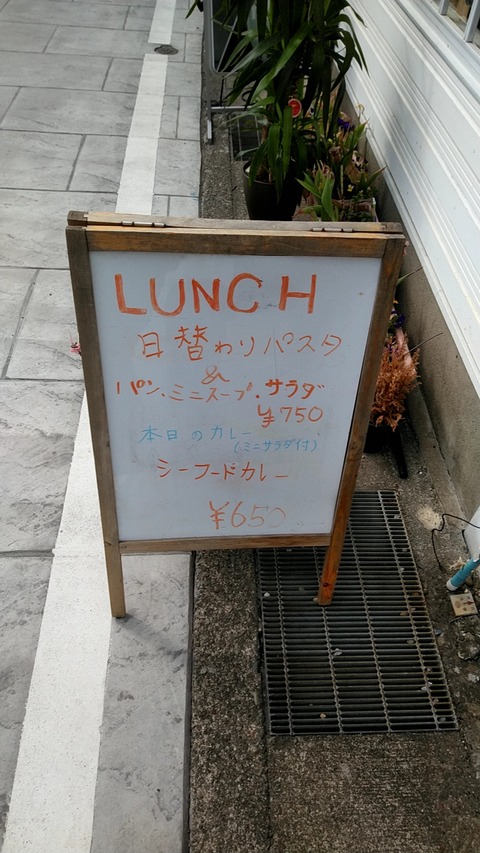 LUNCH
日替わりパスタ
&
パン・ミニスープ・サラダ
¥750
本日のカレー
(ミニサラダ付)
シーフードカレー
¥650